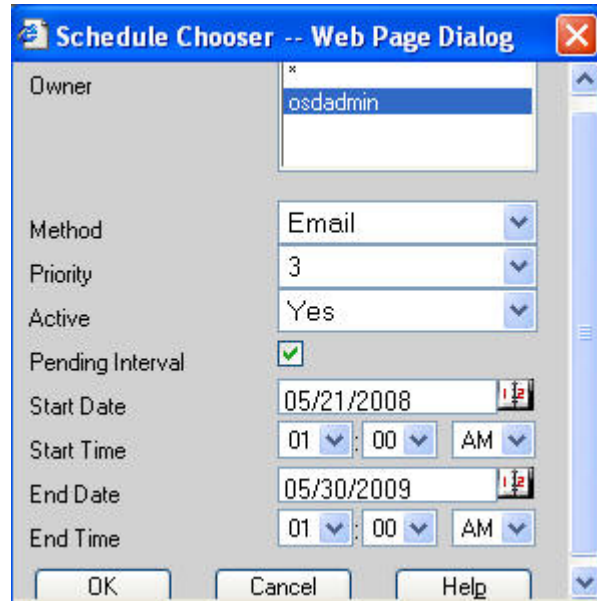 Schedule Chooser -- Web Page Dialog
Owner
*
osdadmin
Method Email
Priority 3
Active Yes
Pending Interval
Start Date 05/21/2008
Start Time 01 : 00 AM
End Date 05/30/2009
End Time 01 : 00 AM
OK Cancel Help